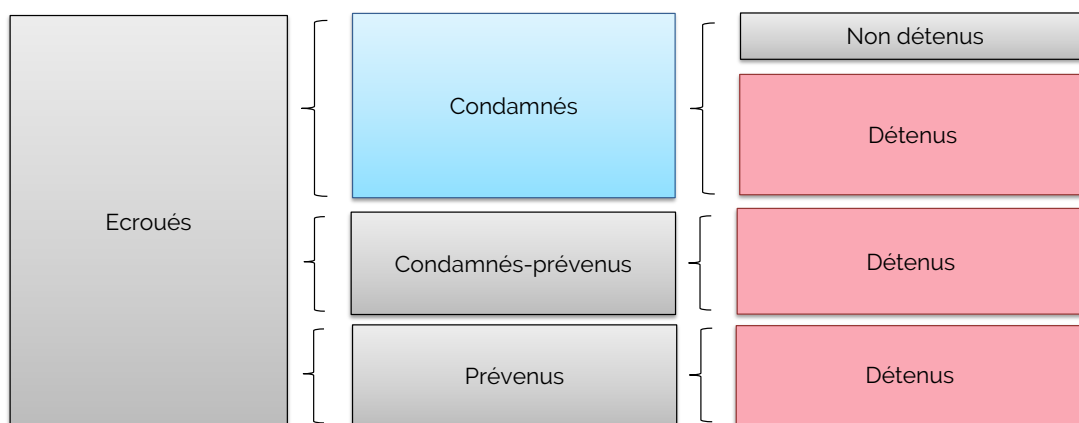 Non détenus
Condamnés
Détenus
Ecroués
Condamnés-prévenus
Détenus
Prévenus
Détenus